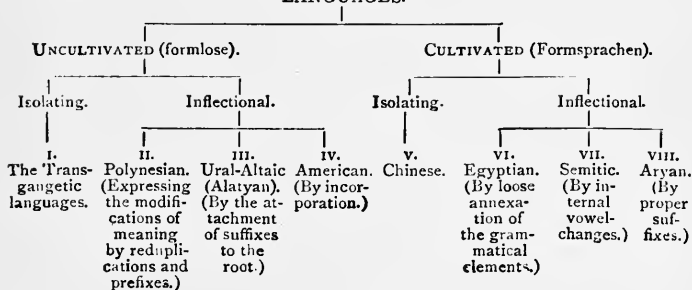 LANGUAGES.
UNCULTIVATED (formlose). CULTIVATED (Formsprachen).
Isolating. Inflectional. Isolating. Inflectional.
I. II. III. IV. V. VI. VII. VIII.
The Trans- Polynesian. Ural-Altaic American. Chinese. Egyptian. Semitic. Aryan.
gangetic (Expressing (Alatyan). (By incor- (By loose (By in- (By
languages. the modifi- (By the at- poration.) annexa- ternal proper
cations of tachment tion of vowel- suf-
meaning of suffixes the gram- changes.) fixes.)
by redupli- to the matical
cations and root.) elements.)
prefixes.)